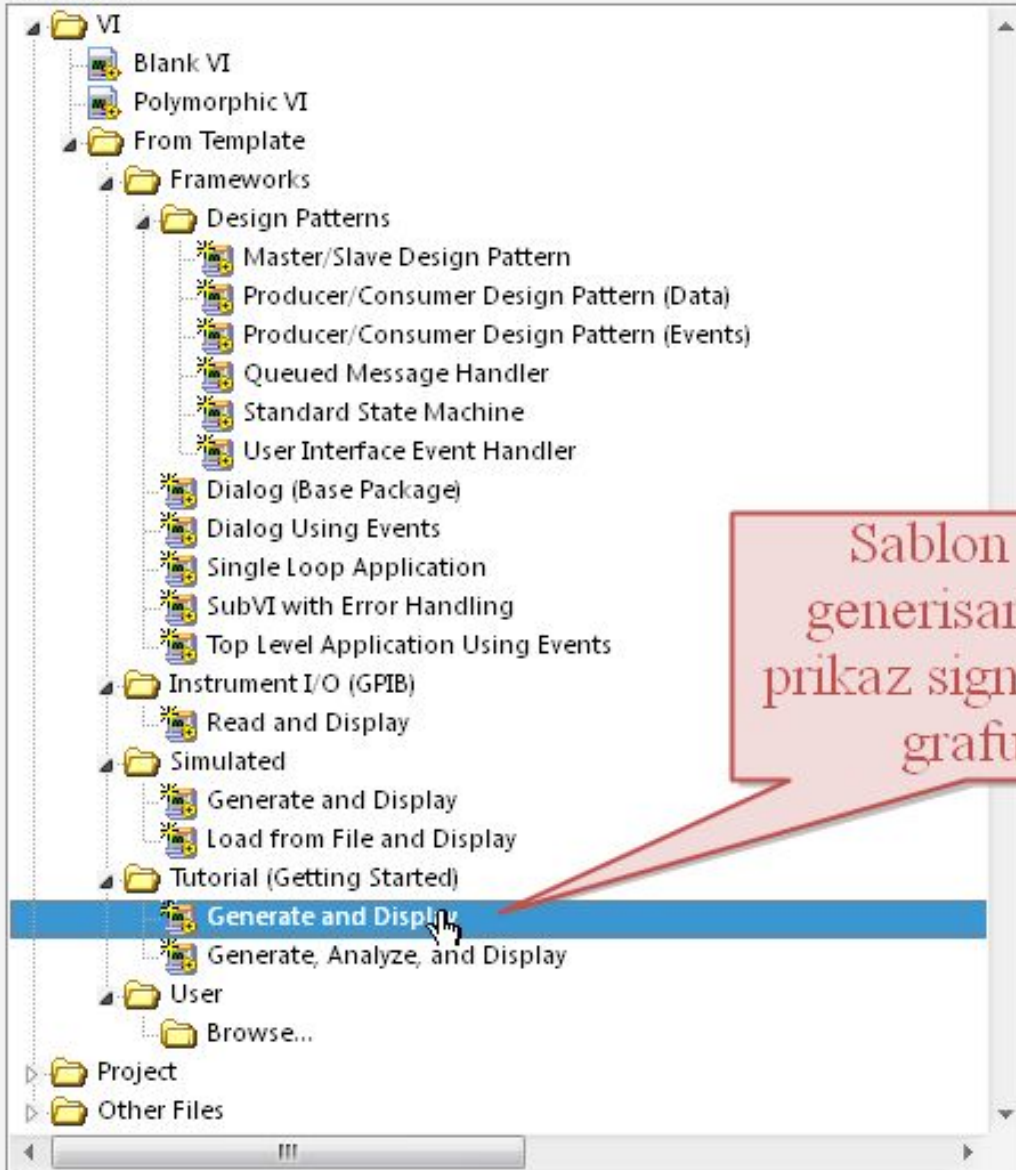 VI
Blank VI
Polymorphic VI
From Template
Frameworks
Design Patterns
Master/Slave Design Pattern
Producer/Consumer Design Pattern (Data)
Producer/Consumer Design Pattern (Events)
Queued Message Handler
Standard State Machine
User Interface Event Handler
Dialog (Base Package)
Dialog Using Events
Single Loop Application
SubVI with Error Handling
Top Level Application Using Events
Instrument I/O (GPIB)
Read and Display
Simulated
Generate and Display
Load from File and Display
Tutorial (Getting Started)
Generate and Display
Generate, Analyze, and Display
User
Browse...
Project
Other Files
Sablon
prikaz